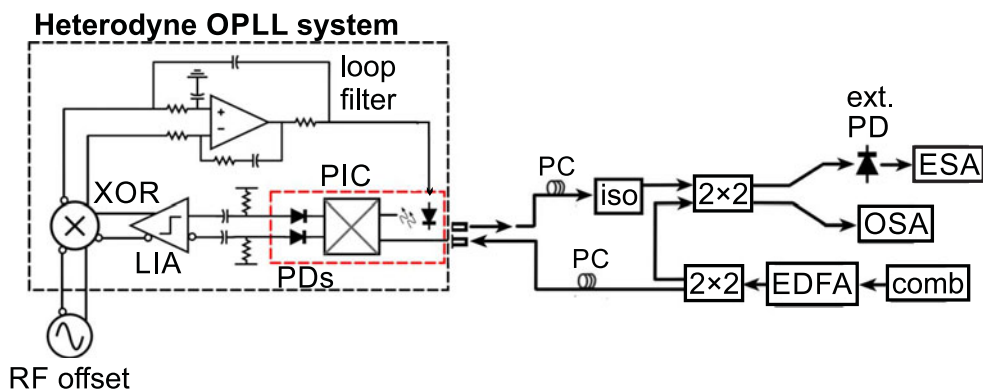 Heterodyne OPLL system
loop
filter
ext.
PD
ESA
PIC
PC
iso
2×2
XOR
+
−
OSA
LIA
PDs
PC
2×2
EDFA
comb
RF offset